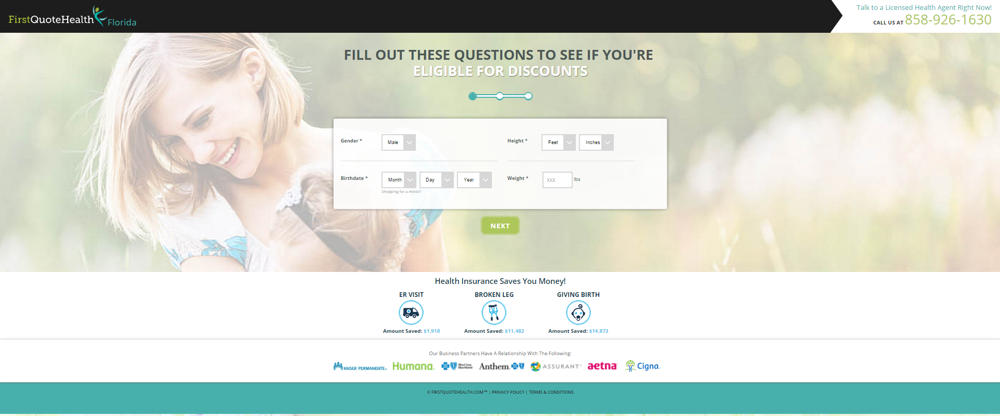 FirstQuoteHealth Florida
Talk to a Licensed Health Agent Right Now!
CALL US AT 858-926-1630
FILL OUT THESE QUESTIONS TO SEE IF YOU'RE
ELIGIBLE FOR DISCOUNTS
Gender * Male
Height * Feet Inches
Birthdate * Month Day Year
Weight * XXX lbs
Shopping for a minor?
NEXT
Health Insurance Saves You Money!
ER VISIT BROKEN LEG GIVING BIRTH
Amount Saved: $1,918 Amount Saved: $11,482 Amount Saved: $14,873
Our Business Partners Have A Relationship With The Following:
KAISER PERMANENTE® Humana. BlueCross BlueShield Anthem. ASSURANT® aetna® Cigna.
© FIRSTQUOTEHEALTH.COM™ | PRIVACY POLICY | TERMS & CONDITIONS